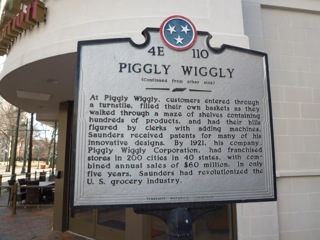 4E 110
PIGGLY WIGGLY
(Continued from other side)
At Piggly Wiggly, customers entered through
a turnstile, filled their own baskets as they
walked through a maze of shelves containing
hundreds of products, and had their bills
figured by clerks with adding machines.
Saunders received patents for many of his
innovative designs. By 1921, his company,
Piggly Wiggly Corporation, had franchised
stores in 200 cities in 40 states, with com-
bined annual sales of $60 million. In only
five years, Saunders had revolutionized the
U. S. grocery industry.